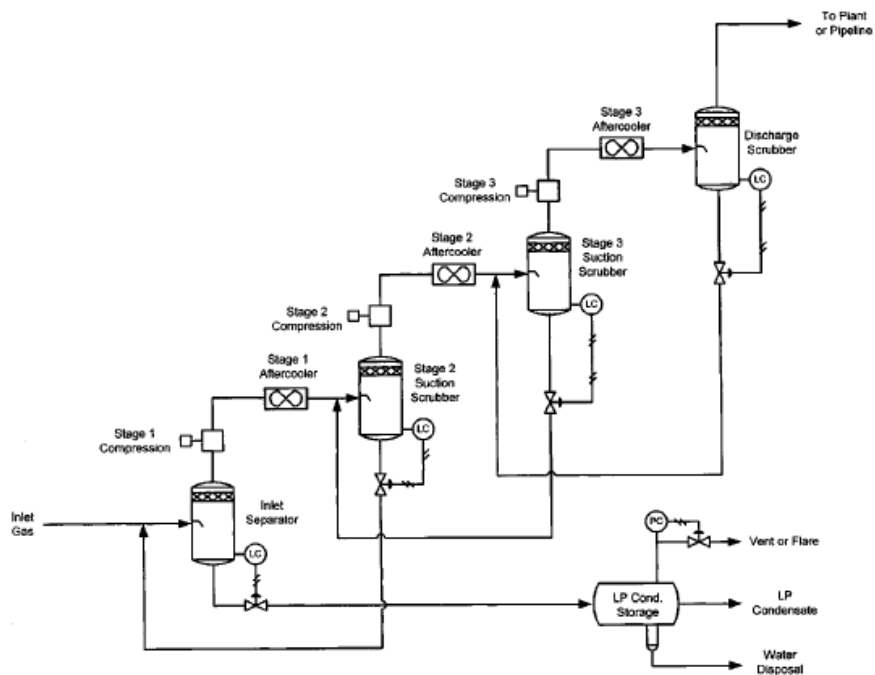 To Plant
or Pipeline
Stage 3
Aftercooler
Discharge
Scrubber
LC
Stage 3
Compression
Stage 2
Aftercooler
Stage 3
Suction
Scrubber
LC
Stage 2
Compression
Stage 1
Aftercooler
Stage 2
Suction
Scrubber
LC
Stage 1
Compression
Inlet
Gas
Inlet
Separator
LC
PC
Vent or Flare
LP Cond.
Storage
LP
Condensate
Water
Disposal